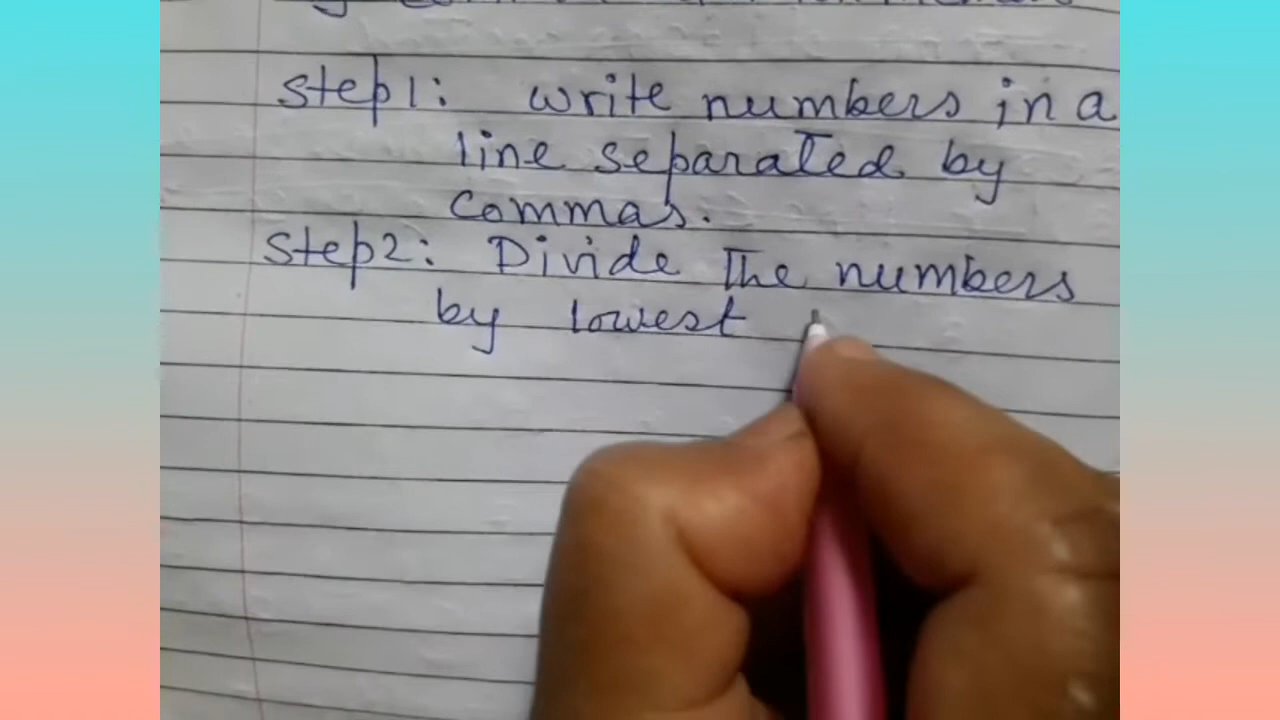 Step1: write numbers in a
line separated by
commas.
Step2: Divide The numbers
by lowest